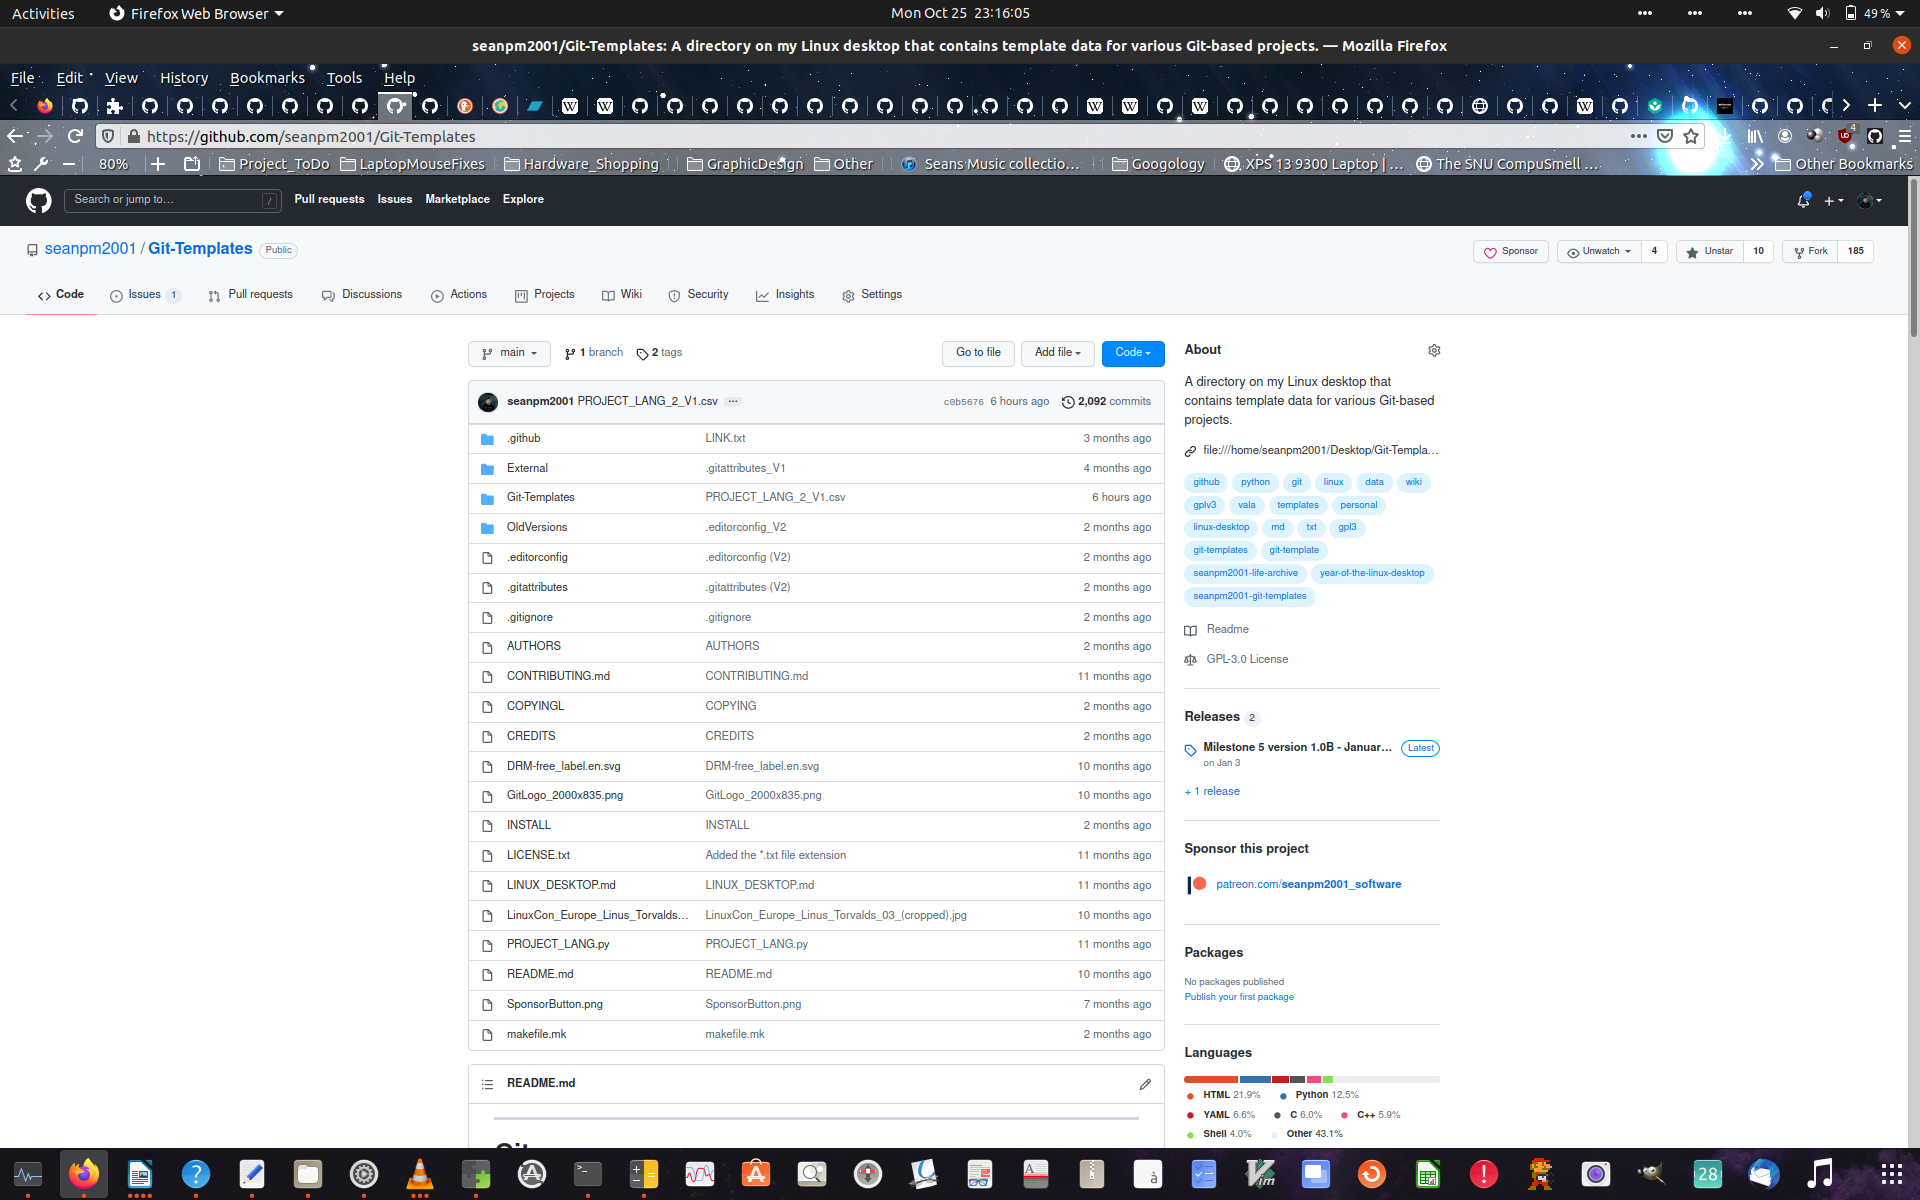 Activities Firefox Web Browser Mon Oct 25 23:16:05 49 %
seanpm2001/Git-Templates: A directory on my Linux desktop that contains template data for various Git-based projects. — Mozilla Firefox
File Edit View History Bookmarks Tools Help
https://github.com/seanpm2001/Git-Templates
80% Project_ToDo LaptopMouseFixes Hardware_Shopping GraphicDesign Other Seans Music collectio… Googology XPS 13 9300 Laptop | … The SNU CompuSmell … Other Bookmarks
Search or jump to… / Pull requests Issues Marketplace Explore
seanpm2001 / Git-Templates Public Sponsor Unwatch 4 Unstar 10 Fork 185
Code Issues 1 Pull requests Discussions Actions Projects Wiki Security Insights Settings
main 1 branch 2 tags Go to file Add file Code
seanpm2001 PROJECT_LANG_2_V1.csv ... c0b5676 6 hours ago 2,092 commits
.github LINK.txt 3 months ago
External .gitattributes_V1 4 months ago
Git-Templates PROJECT_LANG_2_V1.csv 6 hours ago
OldVersions .editorconfig_V2 2 months ago
.editorconfig .editorconfig (V2) 2 months ago
.gitattributes .gitattributes (V2) 2 months ago
.gitignore .gitignore 2 months ago
AUTHORS AUTHORS 2 months ago
CONTRIBUTING.md CONTRIBUTING.md 11 months ago
COPYINGL COPYING 2 months ago
CREDITS CREDITS 2 months ago
DRM-free_label.en.svg DRM-free_label.en.svg 10 months ago
GitLogo_2000x835.png GitLogo_2000x835.png 10 months ago
INSTALL INSTALL 2 months ago
LICENSE.txt Added the *.txt file extension 11 months ago
LINUX_DESKTOP.md LINUX_DESKTOP.md 11 months ago
LinuxCon_Europe_Linus_Torvalds… LinuxCon_Europe_Linus_Torvalds_03_(cropped).jpg 10 months ago
PROJECT_LANG.py PROJECT_LANG.py 11 months ago
README.md README.md 10 months ago
SponsorButton.png SponsorButton.png 7 months ago
makefile.mk makefile.mk 2 months ago
README.md
About
A directory on my Linux desktop that
contains template data for various Git-based
projects.
file:///home/seanpm2001/Desktop/Git-Templa…
github python git linux data wiki
gplv3 vala templates personal
linux-desktop md txt gpl3
git-templates git-template
seanpm2001-life-archive year-of-the-linux-desktop
seanpm2001-git-templates
Readme
GPL-3.0 License
Releases 2
Milestone 5 version 1.0B - Januar… Latest
on Jan 3
+ 1 release
Sponsor this project
patreon.com/seanpm2001_software
Packages
No packages published
Publish your first package
Languages
HTML 21.9% Python 12.5%
YAML 6.6% C 6.0% C++ 5.9%
Shell 4.0% Other 43.1%
28